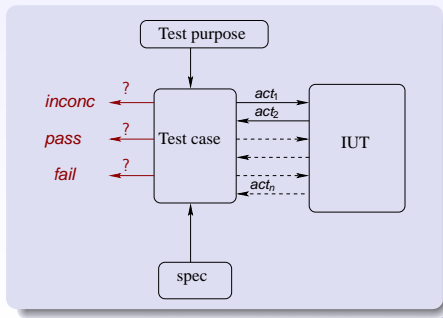 Test purpose
?
inconc
act1
act2
?
pass
Test case
IUT
?
fail
actn
spec